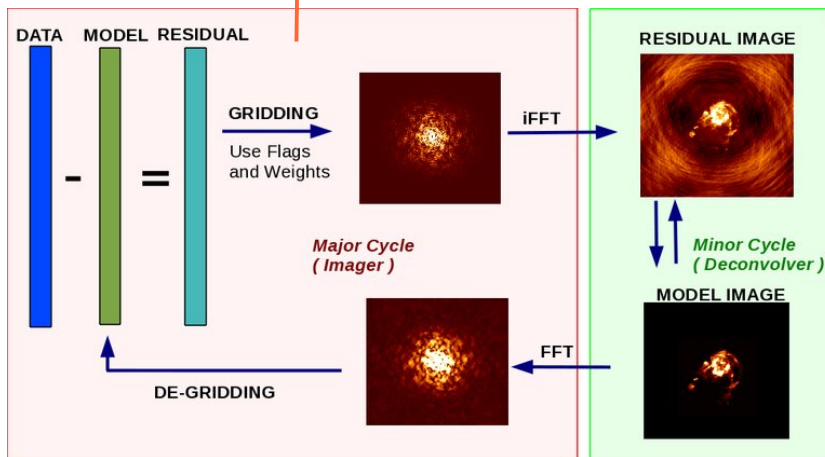 DATA
MODEL
RESIDUAL
-
=
GRIDDING
Use Flags
and Weights
iFFT
RESIDUAL IMAGE
Major Cycle
( Imager )
Minor Cycle
( Deconvolver )
MODEL IMAGE
FFT
DE-GRIDDING